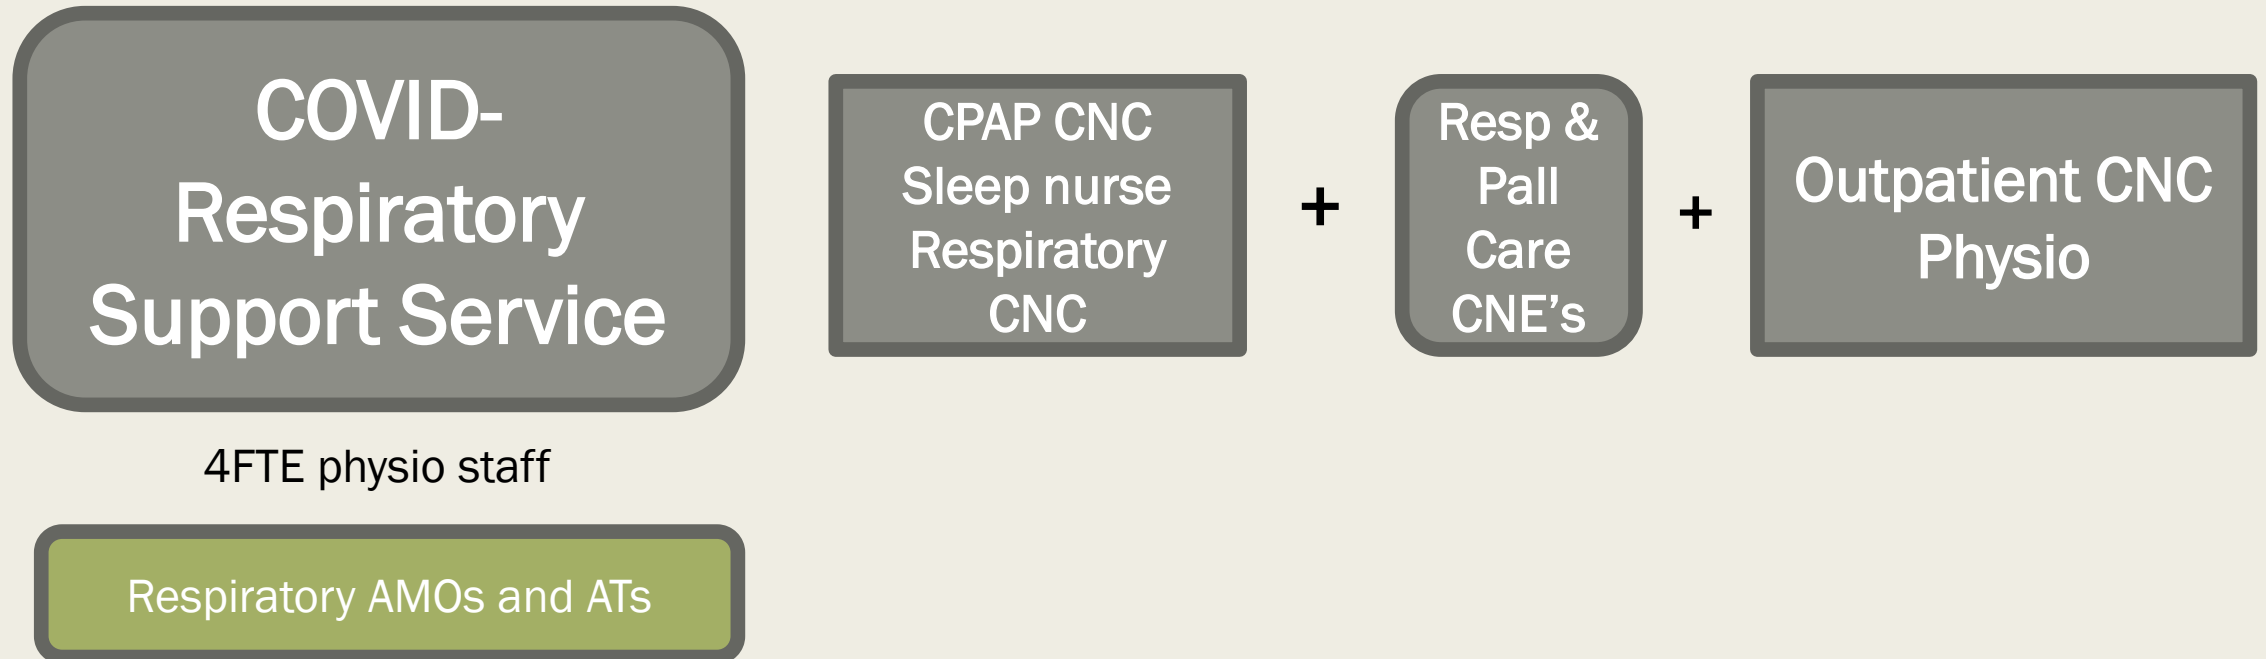 COVID-
Respiratory
Support Service
4FTE physio staff
Respiratory AMOs and ATs
CPAP CNC
Sleep nurse
Respiratory
CNC
+
Resp &
Pall
Care
CNE’s
+
Outpatient CNC
Physio